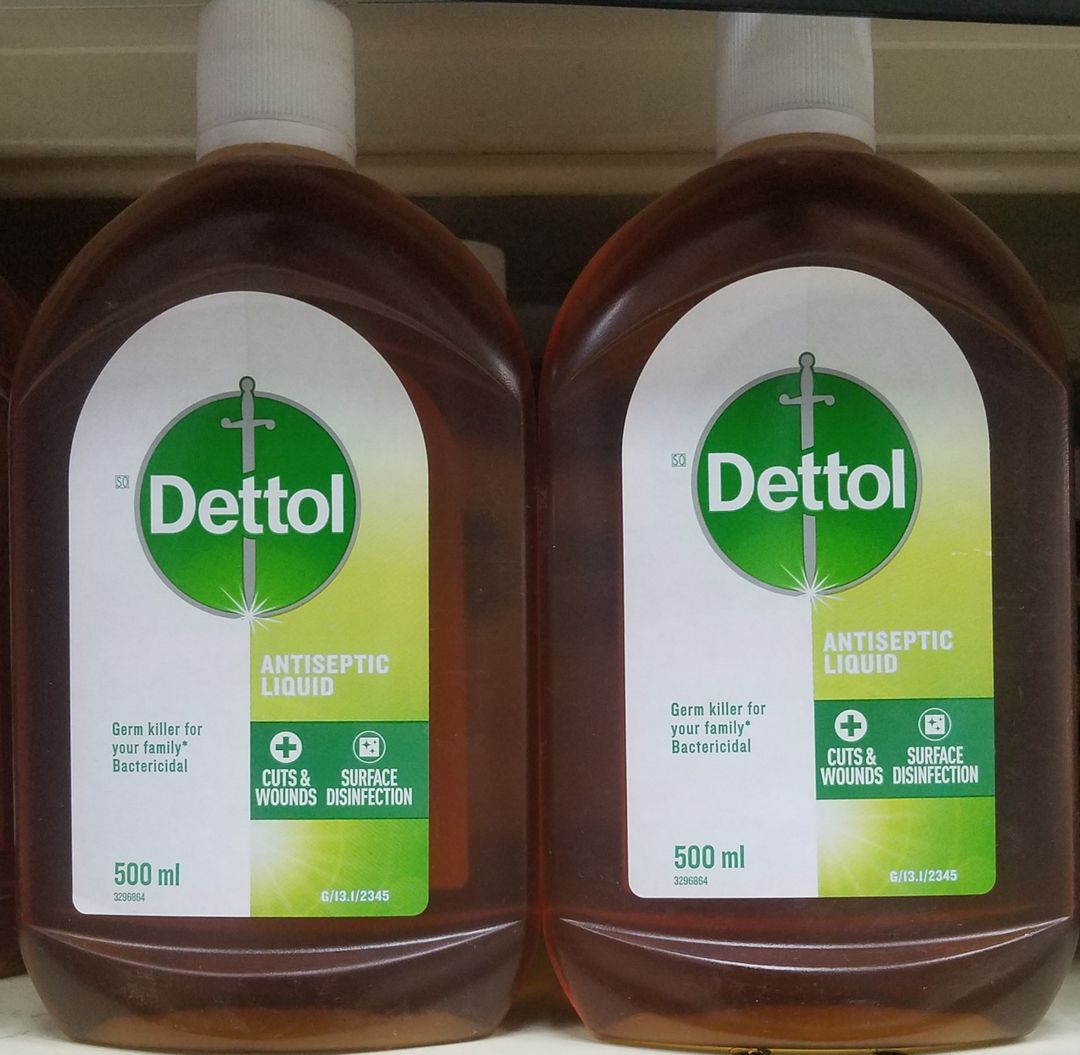 SO
Dettol
ANTISEPTIC
LIQUID
Germ killer for
your family*
Bactericidal
CUTS &
WOUNDS
SURFACE
DISINFECTION
500 ml
3296864
G/13.1/2345
SO
Dettol
ANTISEPTIC
LIQUID
Germ killer for
your family*
Bactericidal
CUTS &
WOUNDS
SURFACE
DISINFECTION
500 ml
3296864
G/13.1/2345